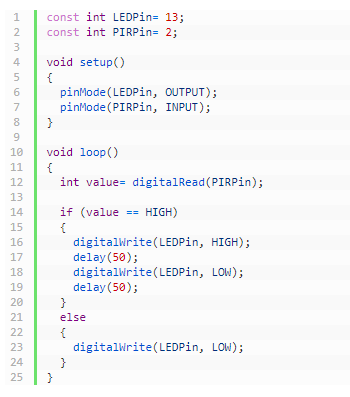 1 const int LEDPin= 13;
2 const int PIRPin= 2;
3
4 void setup()
5 {
6   pinMode(LEDPin, OUTPUT);
7   pinMode(PIRPin, INPUT);
8 }
9
10 void loop()
11 {
12   int value= digitalRead(PIRPin);
13
14   if (value == HIGH)
15   {
16     digitalWrite(LEDPin, HIGH);
17     delay(50);
18     digitalWrite(LEDPin, LOW);
19     delay(50);
20   }
21   else
22   {
23     digitalWrite(LEDPin, LOW);
24   }
25 }